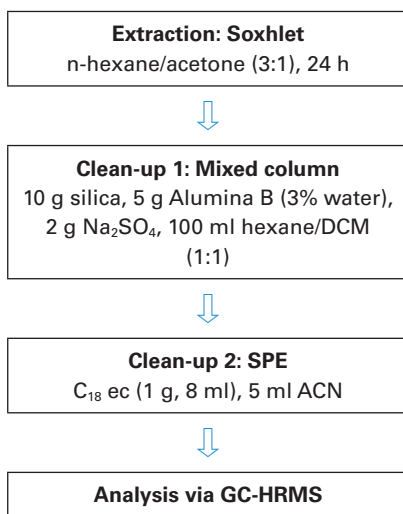 Extraction: Soxhlet
n-hexane/acetone (3:1), 24 h
Clean-up 1: Mixed column
10 g silica, 5 g Alumina B (3% water),
2 g Na₂SO₄, 100 ml hexane/DCM
(1:1)
Clean-up 2: SPE
C₁₈ ec (1 g, 8 ml), 5 ml ACN
Analysis via GC-HRMS